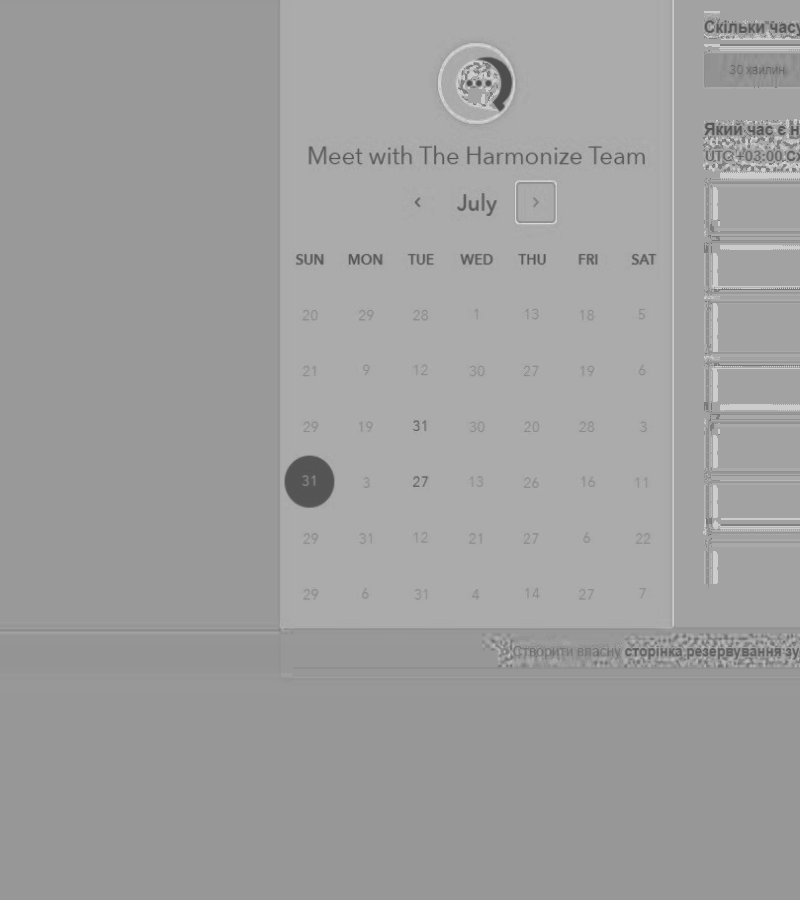 Meet with The Harmonize Team
July
SUN MON TUE WED THU FRI SAT
20 29 28 1 13 18 5
21 9 12 30 27 19 6
29 19 31 30 20 28 3
31 3 27 13 26 16 11
29 31 12 21 27 6 22
29 6 31 4 14 27 7
Скільки часу
30 хвилин
Який час є н
UTC +03:00 Сх
Створити власну сторінка резервування зу